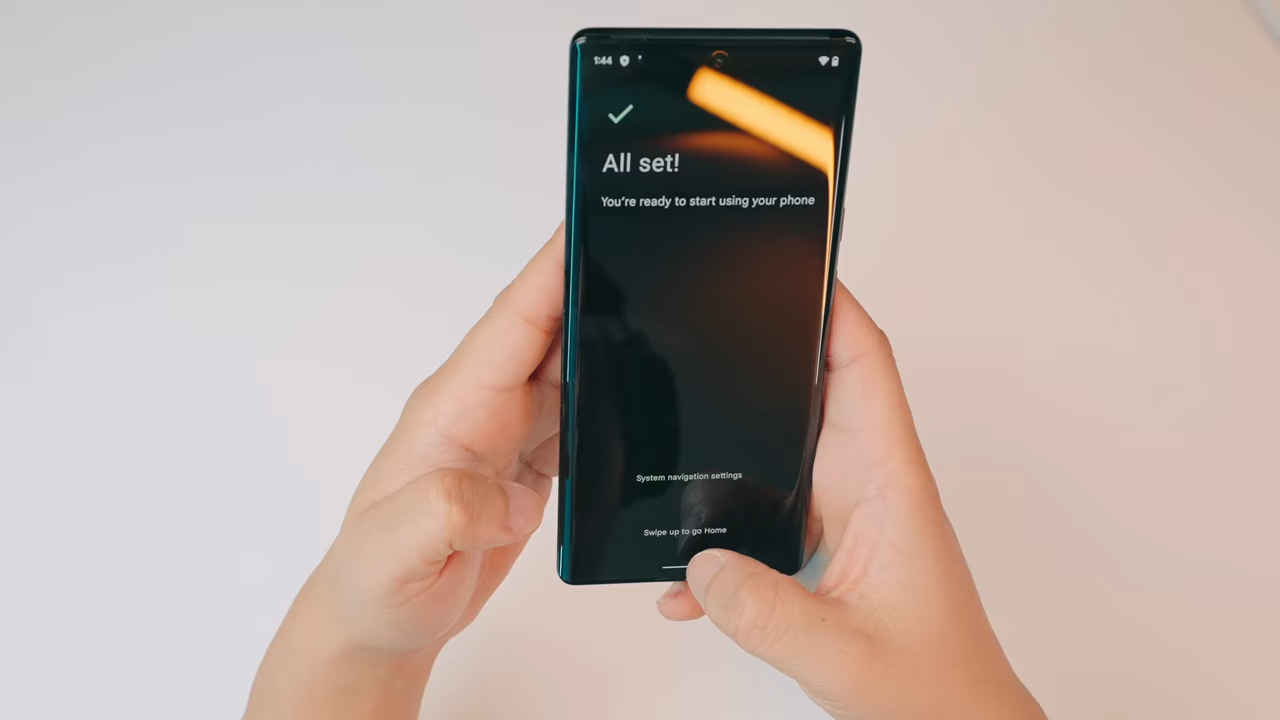 1:44
All set!
You're ready to start using your phone
System navigation settings
Swipe up to go Home